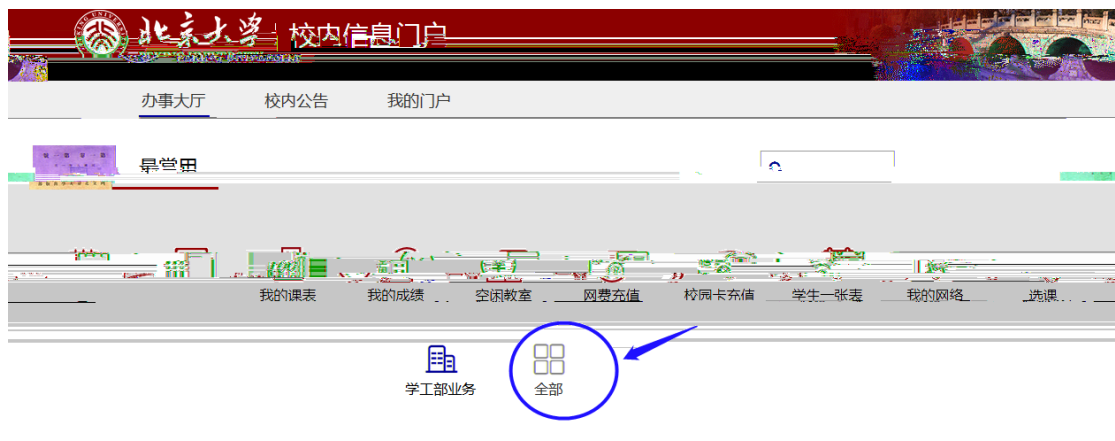 北京大学 校内信息门户
办事大厅 校内公告 我的门户
最常用
我的课表 我的成绩 空闲教室 网费充值 校园卡充值 学生一张表 我的网络 选课
学工部业务 全部